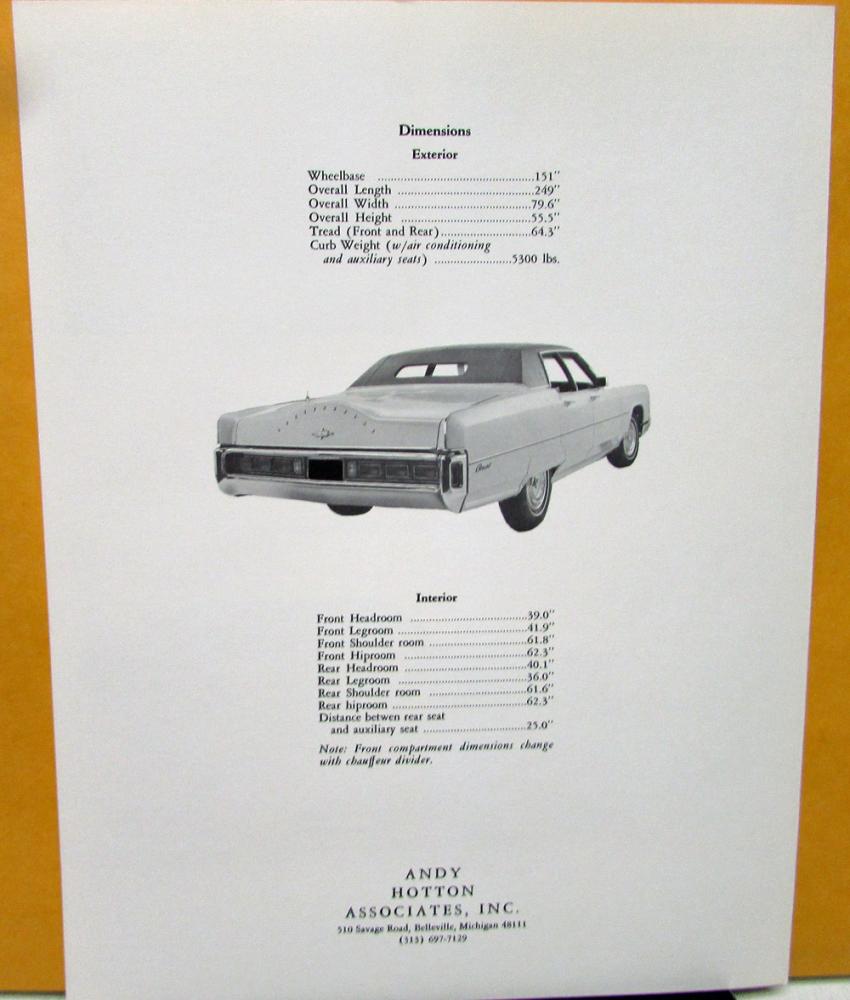 Dimensions
Exterior
Wheelbase ................................................151"
Overall Length ..........................................249"
Overall Width ...........................................79.6"
Overall Height ..........................................55.5"
Tread (Front and Rear)............................64.3"
Curb Weight (w/air conditioning
and auxiliary seats) ........................5300 lbs.
Interior
Front Headroom ....................................39.0"
Front Legroom ........................................41.9"
Front Shoulder room ..............................61.8"
Front Hiproom ......................................62.3"
Rear Headroom ......................................40.1"
Rear Legroom ........................................36.0"
Rear Shoulder room ..............................61.6"
Rear hiproom ..........................................62.3"
Distance betwen rear seat
and auxiliary seat ................................25.0"
Note: Front compartment dimensions change
with chauffeur divider.
ANDY
HOTTON
ASSOCIATES, INC.
510 Savage Road, Belleville, Michigan 48111
(313) 697-7129